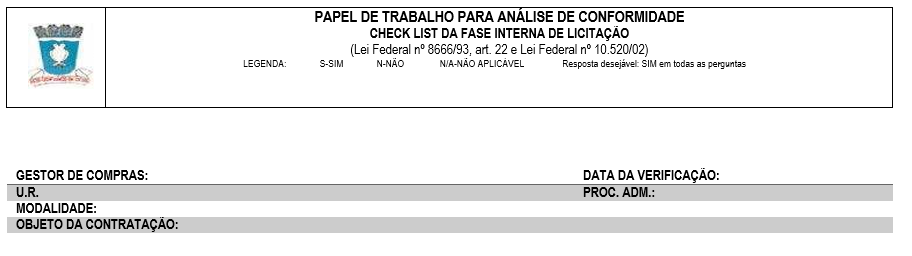 PAPEL DE TRABALHO PARA ANÁLISE DE CONFORMIDADE
CHECK LIST DA FASE INTERNA DE LICITAÇÃO
(Lei Federal nº 8666/93, art. 22 e Lei Federal nº 10.520/02)
LEGENDA: S-SIM N-NÃO N/A-NÃO APLICÁVEL Resposta desejável: SIM em todas as perguntas
GESTOR DE COMPRAS: DATA DA VERIFICAÇÃO:
U.R. PROC. ADM.:
MODALIDADE:
OBJETO DA CONTRATAÇÃO: